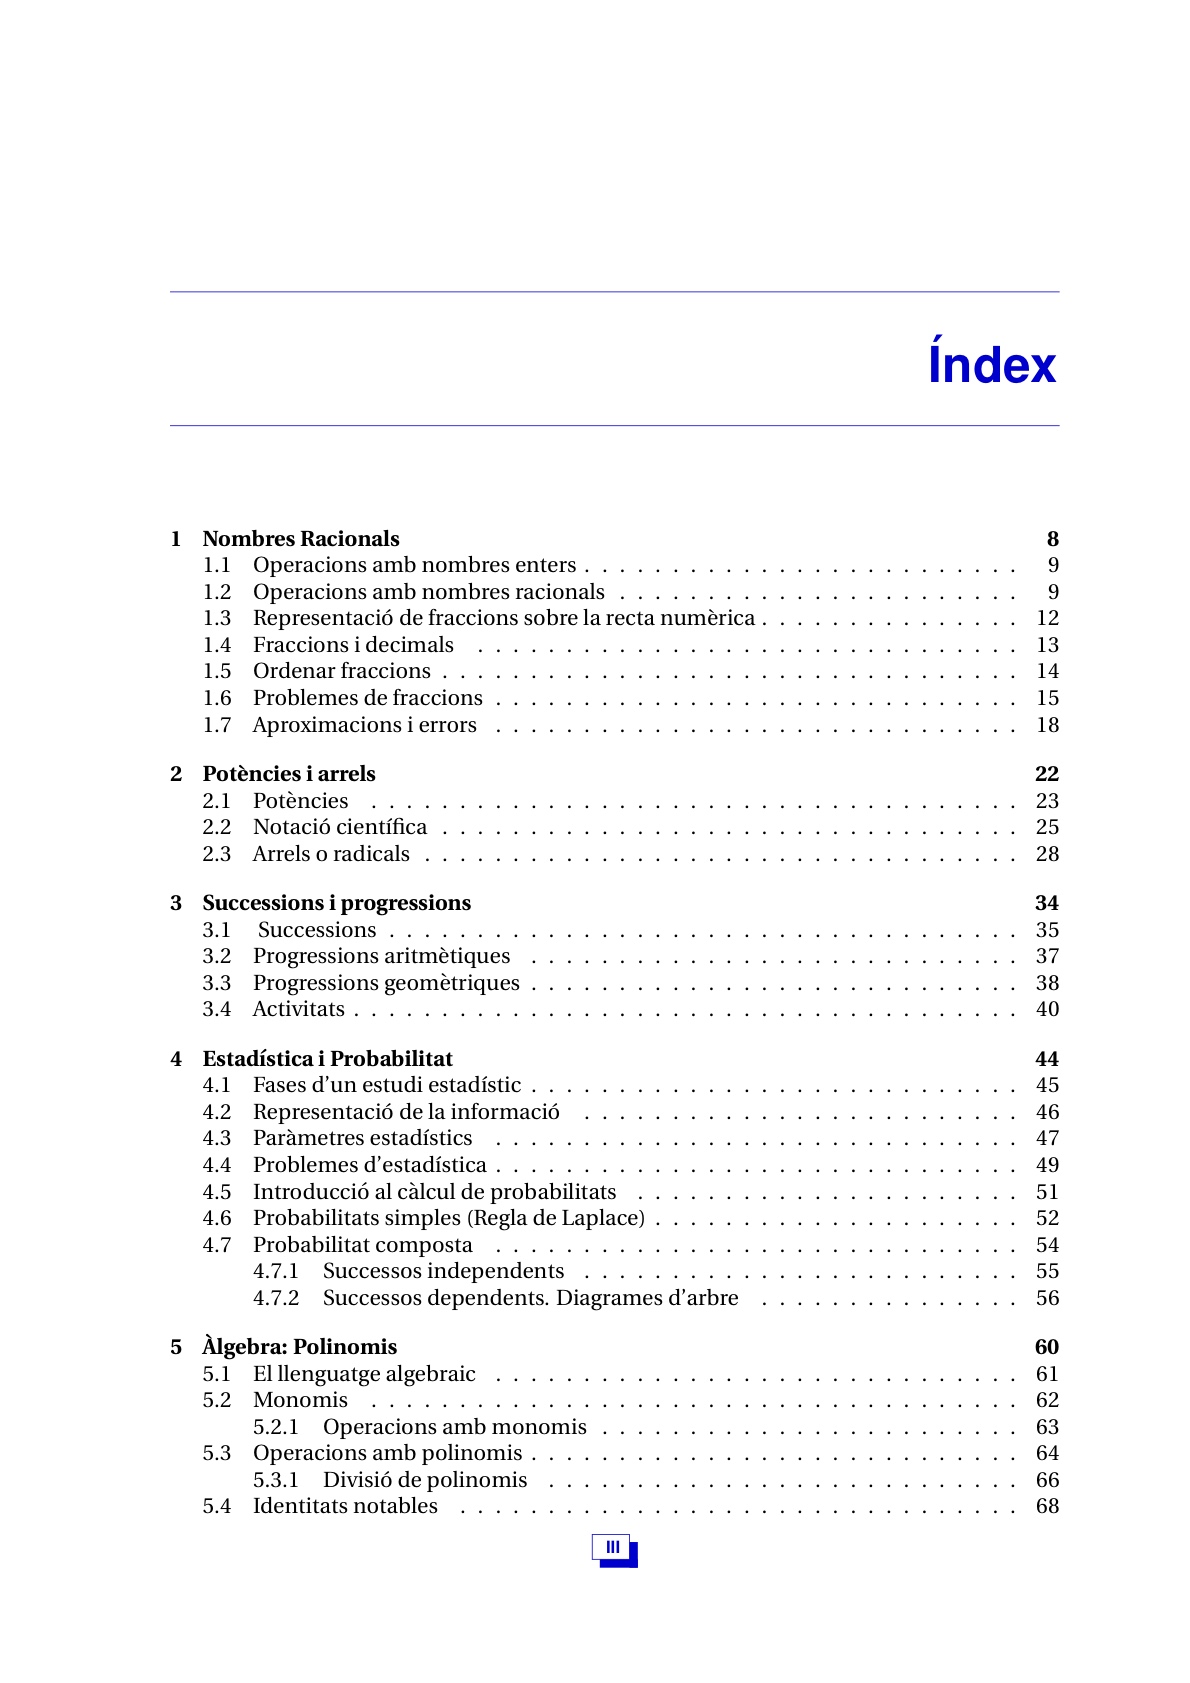 Índex
1 Nombres Racionals 8
1.1 Operacions amb nombres enters . . . . . . . . . . . . . . . . . . . . . . . . . 9
1.2 Operacions amb nombres racionals . . . . . . . . . . . . . . . . . . . . . . . 9
1.3 Representació de fraccions sobre la recta numèrica . . . . . . . . . . . . . . . 12
1.4 Fraccions i decimals . . . . . . . . . . . . . . . . . . . . . . . . . . . . . . . 13
1.5 Ordenar fraccions . . . . . . . . . . . . . . . . . . . . . . . . . . . . . . . . . 14
1.6 Problemes de fraccions . . . . . . . . . . . . . . . . . . . . . . . . . . . . . . 15
1.7 Aproximacions i errors . . . . . . . . . . . . . . . . . . . . . . . . . . . . . . 18
2 Potències i arrels 22
2.1 Potències . . . . . . . . . . . . . . . . . . . . . . . . . . . . . . . . . . . . . 23
2.2 Notació científica . . . . . . . . . . . . . . . . . . . . . . . . . . . . . . . . . 25
2.3 Arrels o radicals . . . . . . . . . . . . . . . . . . . . . . . . . . . . . . . . . . 28
3 Successions i progressions 34
3.1 Successions . . . . . . . . . . . . . . . . . . . . . . . . . . . . . . . . . . . . 35
3.2 Progressions aritmètiques . . . . . . . . . . . . . . . . . . . . . . . . . . . . 37
3.3 Progressions geomètriques . . . . . . . . . . . . . . . . . . . . . . . . . . . . 38
3.4 Activitats . . . . . . . . . . . . . . . . . . . . . . . . . . . . . . . . . . . . . . 40
4 Estadística i Probabilitat 44
4.1 Fases d’un estudi estadístic . . . . . . . . . . . . . . . . . . . . . . . . . . . . 45
4.2 Representació de la informació . . . . . . . . . . . . . . . . . . . . . . . . . 46
4.3 Paràmetres estadístics . . . . . . . . . . . . . . . . . . . . . . . . . . . . . . 47
4.4 Problemes d’estadística . . . . . . . . . . . . . . . . . . . . . . . . . . . . . . 49
4.5 Introducció al càlcul de probabilitats . . . . . . . . . . . . . . . . . . . . . . 51
4.6 Probabilitats simples (Regla de Laplace) . . . . . . . . . . . . . . . . . . . . . 52
4.7 Probabilitat composta . . . . . . . . . . . . . . . . . . . . . . . . . . . . . . 54
4.7.1 Successos independents . . . . . . . . . . . . . . . . . . . . . . . . . 55
4.7.2 Successos dependents. Diagrames d’arbre . . . . . . . . . . . . . . . 56
5 Àlgebra: Polinomis 60
5.1 El llenguatge algebraic . . . . . . . . . . . . . . . . . . . . . . . . . . . . . . 61
5.2 Monomis . . . . . . . . . . . . . . . . . . . . . . . . . . . . . . . . . . . . . 62
5.2.1 Operacions amb monomis . . . . . . . . . . . . . . . . . . . . . . . . 63
5.3 Operacions amb polinomis . . . . . . . . . . . . . . . . . . . . . . . . . . . . 64
5.3.1 Divisió de polinomis . . . . . . . . . . . . . . . . . . . . . . . . . . . 66
5.4 Identitats notables . . . . . . . . . . . . . . . . . . . . . . . . . . . . . . . . 68
III